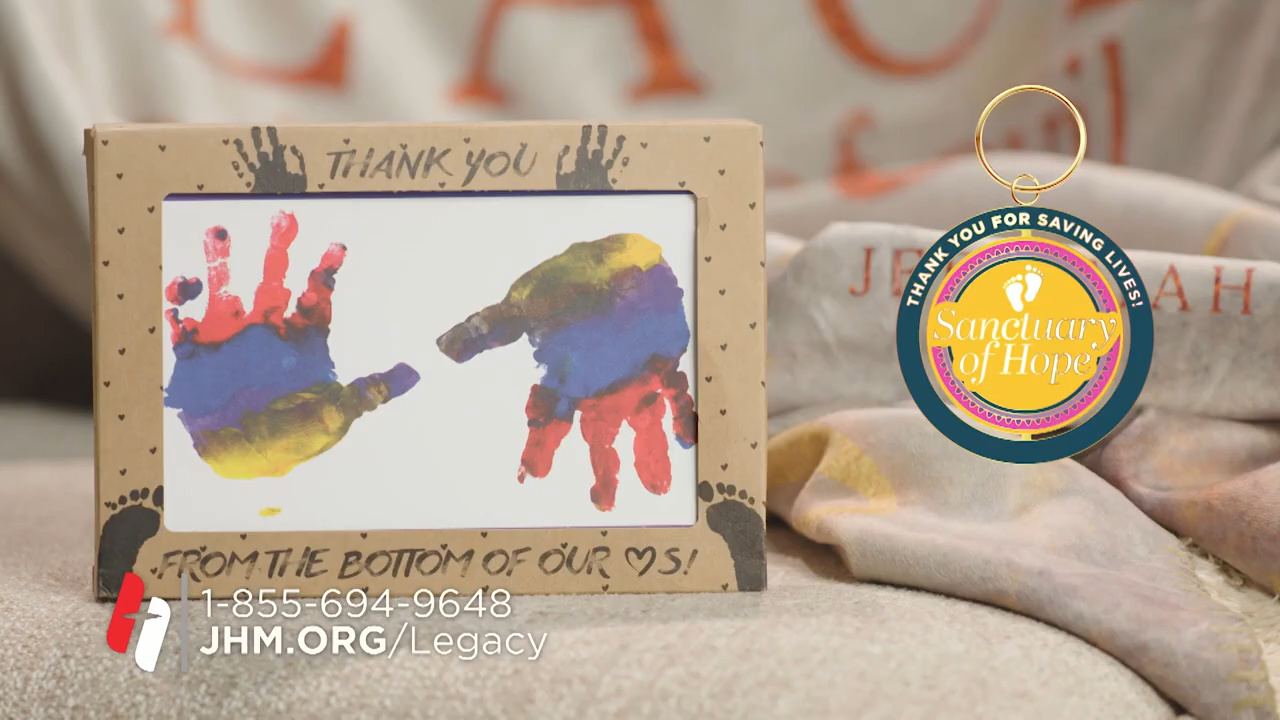 THANK YOU
FROM THE BOTTOM OF OUR ♡S!
THANK YOU FOR SAVING LIVES!
Sanctuary
of Hope
1-855-694-9648
JHM.ORG/Legacy